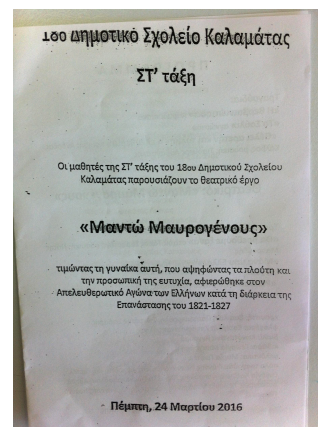 18ο Δημοτικό Σχολείο Καλαμάτας
ΣΤ’ τάξη
Οι μαθητές της ΣΤ’ τάξης του 18ου Δημοτικού Σχολείου
Καλαμάτας παρουσιάζουν το θεατρικό έργο
«Μαντώ Μαυρογένους»
τιμώντας τη γυναίκα αυτή, που αψηφώντας τα πλούτη και
την προσωπική της ευτυχία, αφιερώθηκε στον
Απελευθερωτικό Αγώνα των Ελλήνων κατά τη διάρκεια της
Επανάστασης του 1821-1827
Πέμπτη, 24 Μαρτίου 2016